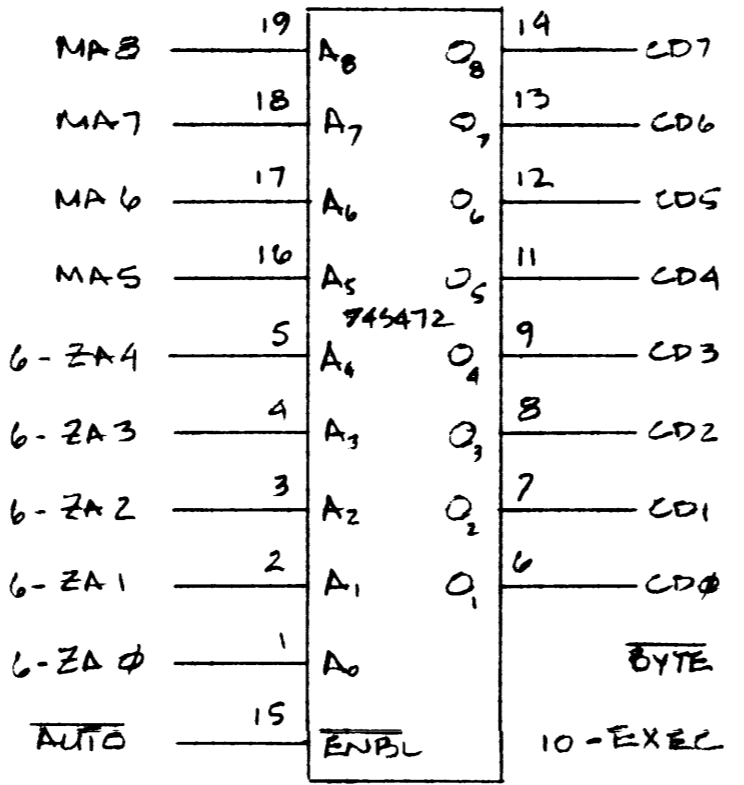 MA8 19 A8 O8 14 CD7
MA7 18 A7 O7 13 CD6
MA6 17 A6 O6 12 CD5
MA5 16 A5 O5 11 CD4
74S472
6-ZA4 5 A4 O4 9 CD3
6-ZA3 4 A3 O3 8 CD2
6-ZA2 3 A2 O2 7 CD1
6-ZA1 2 A1 O1 6 CDØ
6-ZAØ 1 A0 B̅Y̅T̅E̅
A̅U̅T̅O̅ 15 E̅N̅B̅L̅ 10-EXEC